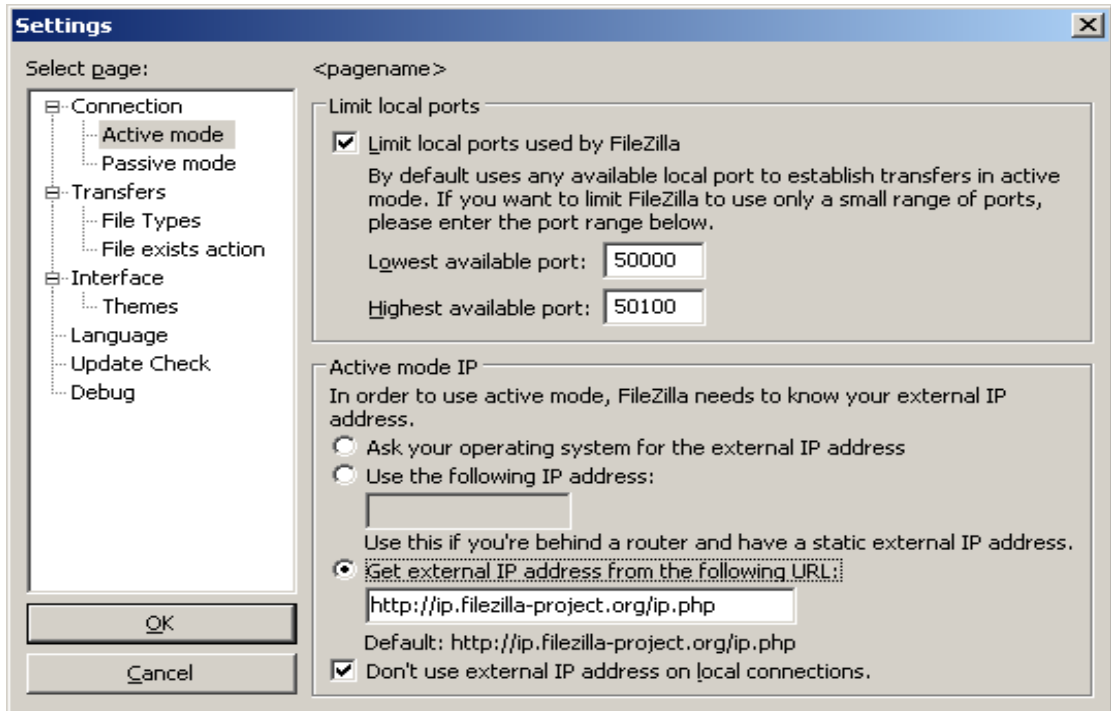 Settings
Select page:
Connection
Active mode
Passive mode
Transfers
File Types
File exists action
Interface
Themes
Language
Update Check
Debug
OK
Cancel
<pagename>
Limit local ports
Limit local ports used by FileZilla
By default uses any available local port to establish transfers in active
mode. If you want to limit FileZilla to use only a small range of ports,
please enter the port range below.
Lowest available port: 50000
Highest available port: 50100
Active mode IP
In order to use active mode, FileZilla needs to know your external IP
address.
Ask your operating system for the external IP address
Use the following IP address:
Use this if you're behind a router and have a static external IP address.
Get external IP address from the following URL:
http://ip.filezilla-project.org/ip.php
Default: http://ip.filezilla-project.org/ip.php
Don't use external IP address on local connections.